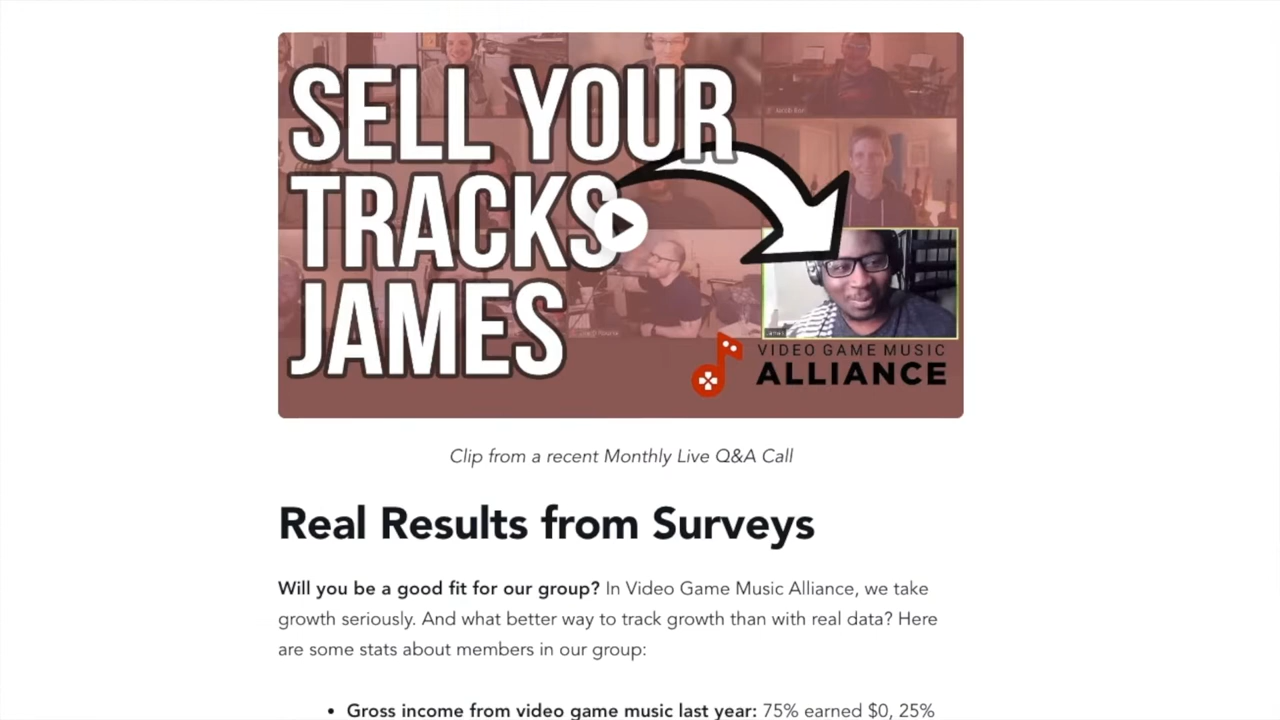 SELL YOUR
TRACKS
JAMES
VIDEO GAME MUSIC
ALLIANCE
Clip from a recent Monthly Live Q&A Call
Real Results from Surveys
Will you be a good fit for our group? In Video Game Music Alliance, we take
growth seriously. And what better way to track growth than with real data? Here
are some stats about members in our group:
• Gross income from video game music last year: 75% earned $0, 25%